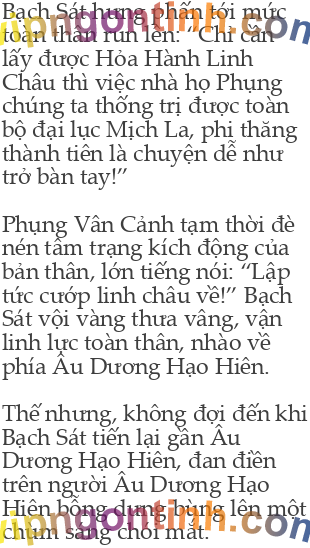 Bạch Sát hưng phấn tới mức
toàn thân run lên: “Chỉ cần
lấy được Hỏa Hành Linh
Châu thì việc nhà họ Phụng
chúng ta thống trị được toàn
bộ đại lục Mịch La, phi thăng
thành tiên là chuyện dễ như
trở bàn tay!”
Phụng Vân Cảnh tạm thời đè
nén tâm trạng kích động của
bản thân, lớn tiếng nói: “Lập
tức cướp linh châu về!” Bạch
Sát vội vàng thưa vâng, vận
linh lực toàn thân, nhào về
phía Âu Dương Hạo Hiên.
Thế nhưng, không đợi đến khi
Bạch Sát tiến lại gần Âu
Dương Hạo Hiên, đan điền
trên người Âu Dương Hạo
Hiên bỗng dưng bùng lên một
chùm sáng chói mắt.
vipngontinh.com
vipngontinh.com